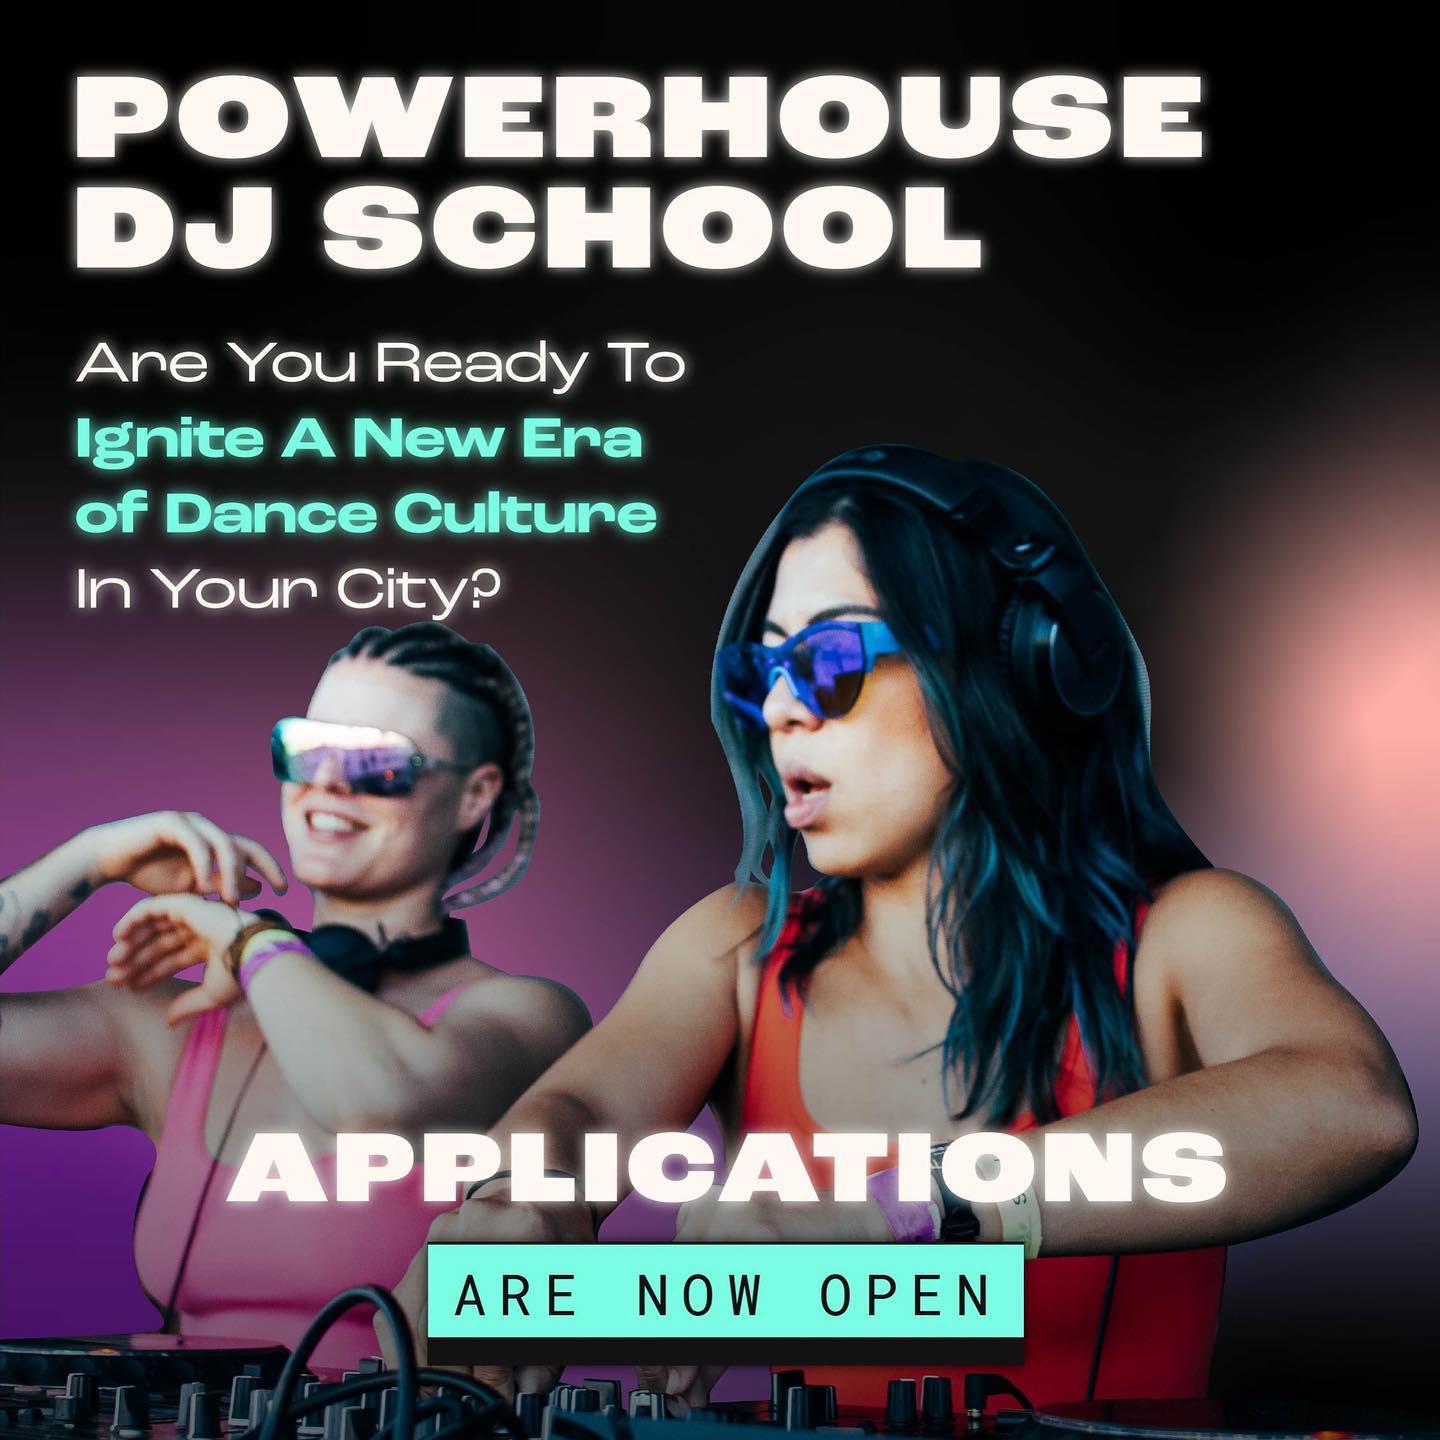 POWERHOUSE
DJ SCHOOL
Are You Ready To
Ignite A New Era
of Dance Culture
In Your City?
APPLICATIONS
ARE NOW OPEN